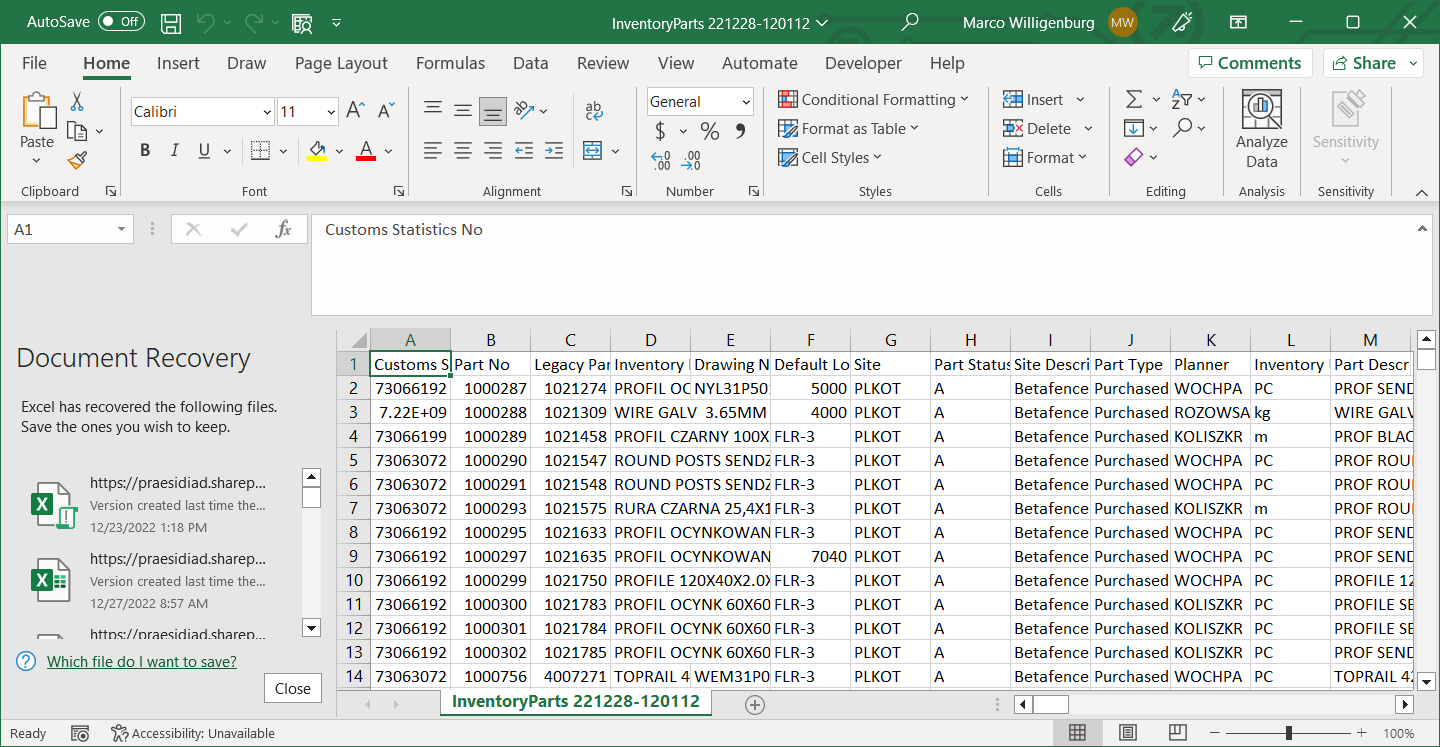 AutoSave Off InventoryParts 221228-120112 Marco Willigenburg MW
File Home Insert Draw Page Layout Formulas Data Review View Automate Developer Help Comments Share
Paste
Clipboard
Calibri 11
B I U
Font
ab
Alignment
General
$ % 9
Number
Conditional Formatting
Format as Table
Cell Styles
Styles
Insert
Delete
Format
Cells
Editing
Analyze
Data
Analysis
Sensitivity
Sensitivity
A1 fx Customs Statistics No
Document Recovery
Excel has recovered the following files.
Save the ones you wish to keep.
https://praesidiad.sharep...
Version created last time the...
12/23/2022 1:18 PM
https://praesidiad.sharep...
Version created last time the...
12/27/2022 8:57 AM
https://praesidiad.sharep...
Which file do I want to save?
Close
A B C D E F G H I J K L M
1 Customs S Part No Legacy Par Inventory Drawing N Default Lo Site Part Status Site Descri Part Type Planner Inventory Part Descr
2 73066192 1000287 1021274 PROFIL OC NYL31P50 5000 PLKOT A Betafence Purchased WOCHPA PC PROF SEND
3 7.22E+09 1000288 1021309 WIRE GALV 3.65MM 4000 PLKOT A Betafence Purchased ROZOWSA kg WIRE GALV
4 73066199 1000289 1021458 PROFIL CZARNY 100X FLR-3 PLKOT A Betafence Purchased KOLISZKR m PROF BLAC
5 73063072 1000290 1021547 ROUND POSTS SENDZ FLR-3 PLKOT A Betafence Purchased WOCHPA PC PROF ROU
6 73063072 1000291 1021548 ROUND POSTS SENDZ FLR-3 PLKOT A Betafence Purchased WOCHPA PC PROF ROU
7 73063072 1000293 1021575 RURA CZARNA 25,4X1 FLR-3 PLKOT A Betafence Purchased KOLISZKR m PROF ROU
8 73066192 1000295 1021633 PROFIL OCYNKOWAN FLR-3 PLKOT A Betafence Purchased WOCHPA PC PROF SEND
9 73066192 1000297 1021635 PROFIL OCYNKOWAN 7040 PLKOT A Betafence Purchased WOCHPA PC PROF SEND
10 73066192 1000299 1021750 PROFILE 120X40X2.0X FLR-3 PLKOT A Betafence Purchased WOCHPA PC PROFILE 12
11 73066192 1000300 1021783 PROFIL OCYNK 60X60 FLR-3 PLKOT A Betafence Purchased KOLISZKR PC PROFILE SE
12 73066192 1000301 1021784 PROFIL OCYNK 60X60 FLR-3 PLKOT A Betafence Purchased KOLISZKR PC PROFILE SE
13 73066192 1000302 1021785 PROFIL OCYNK 60X60 FLR-3 PLKOT A Betafence Purchased KOLISZKR PC PROF SEND
14 73063072 1000756 4007271 TOPRAIL 4 WEM31P0 FLR-3 PLKOT A Betafence Purchased WOCHPA PC TOPRAIL 42
InventoryParts 221228-120112
Ready Accessibility: Unavailable 100%